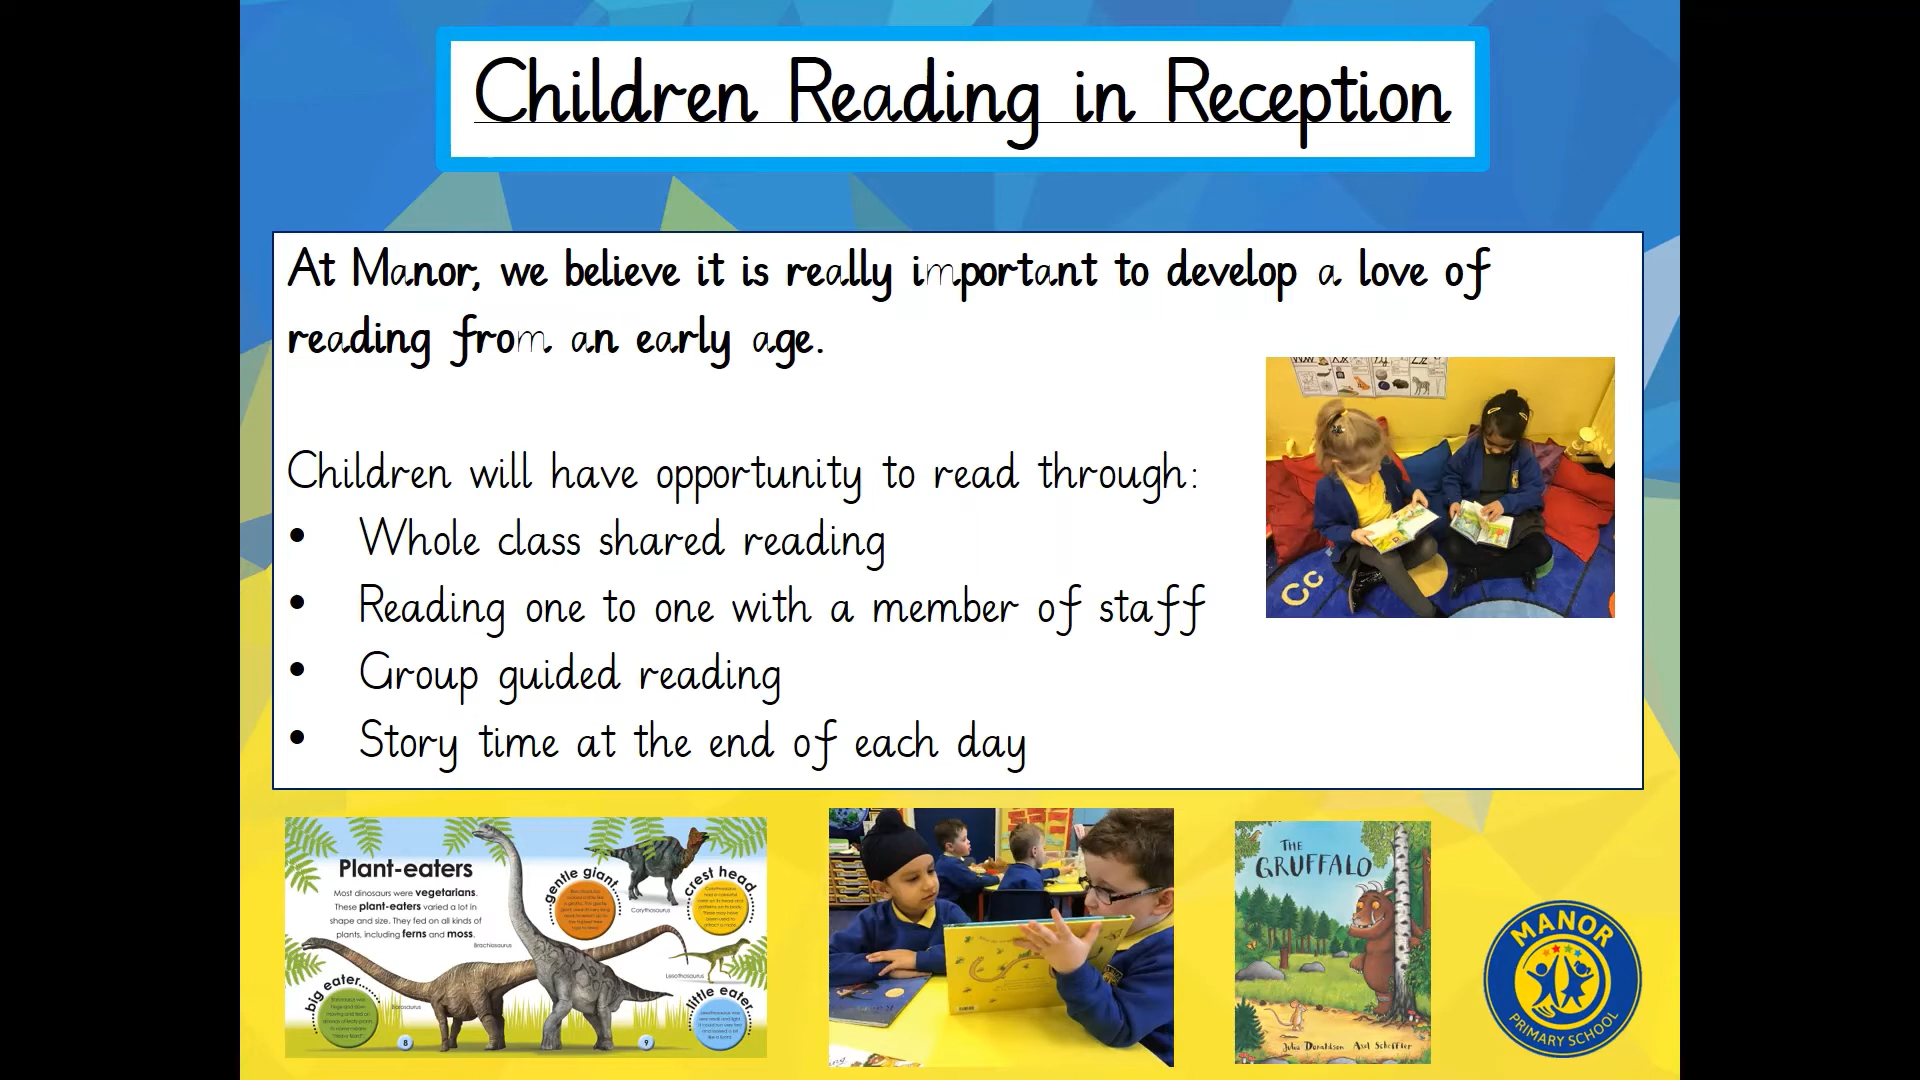 Children Reading in Reception
At Manor, we believe it is really important to develop a love of
reading from an early age.
Children will have opportunity to read through:
• Whole class shared reading
• Reading one to one with a member of staff
• Group guided reading
• Story time at the end of each day
Cc
Plant-eaters
Most dinosaurs were vegetarians.
These plant-eaters varied a lot in
shape and size. They fed on all kinds of
plants, including ferns and moss.
gentle giant...
crest head
Corythosaurus
Brachiosaurus
Lesothosaurus
big eater...
Barosaurus
little eater
8
9
THE
GRUFFALO
Julia Donaldson Axel Scheffler
MANOR
PRIMARY SCHOOL